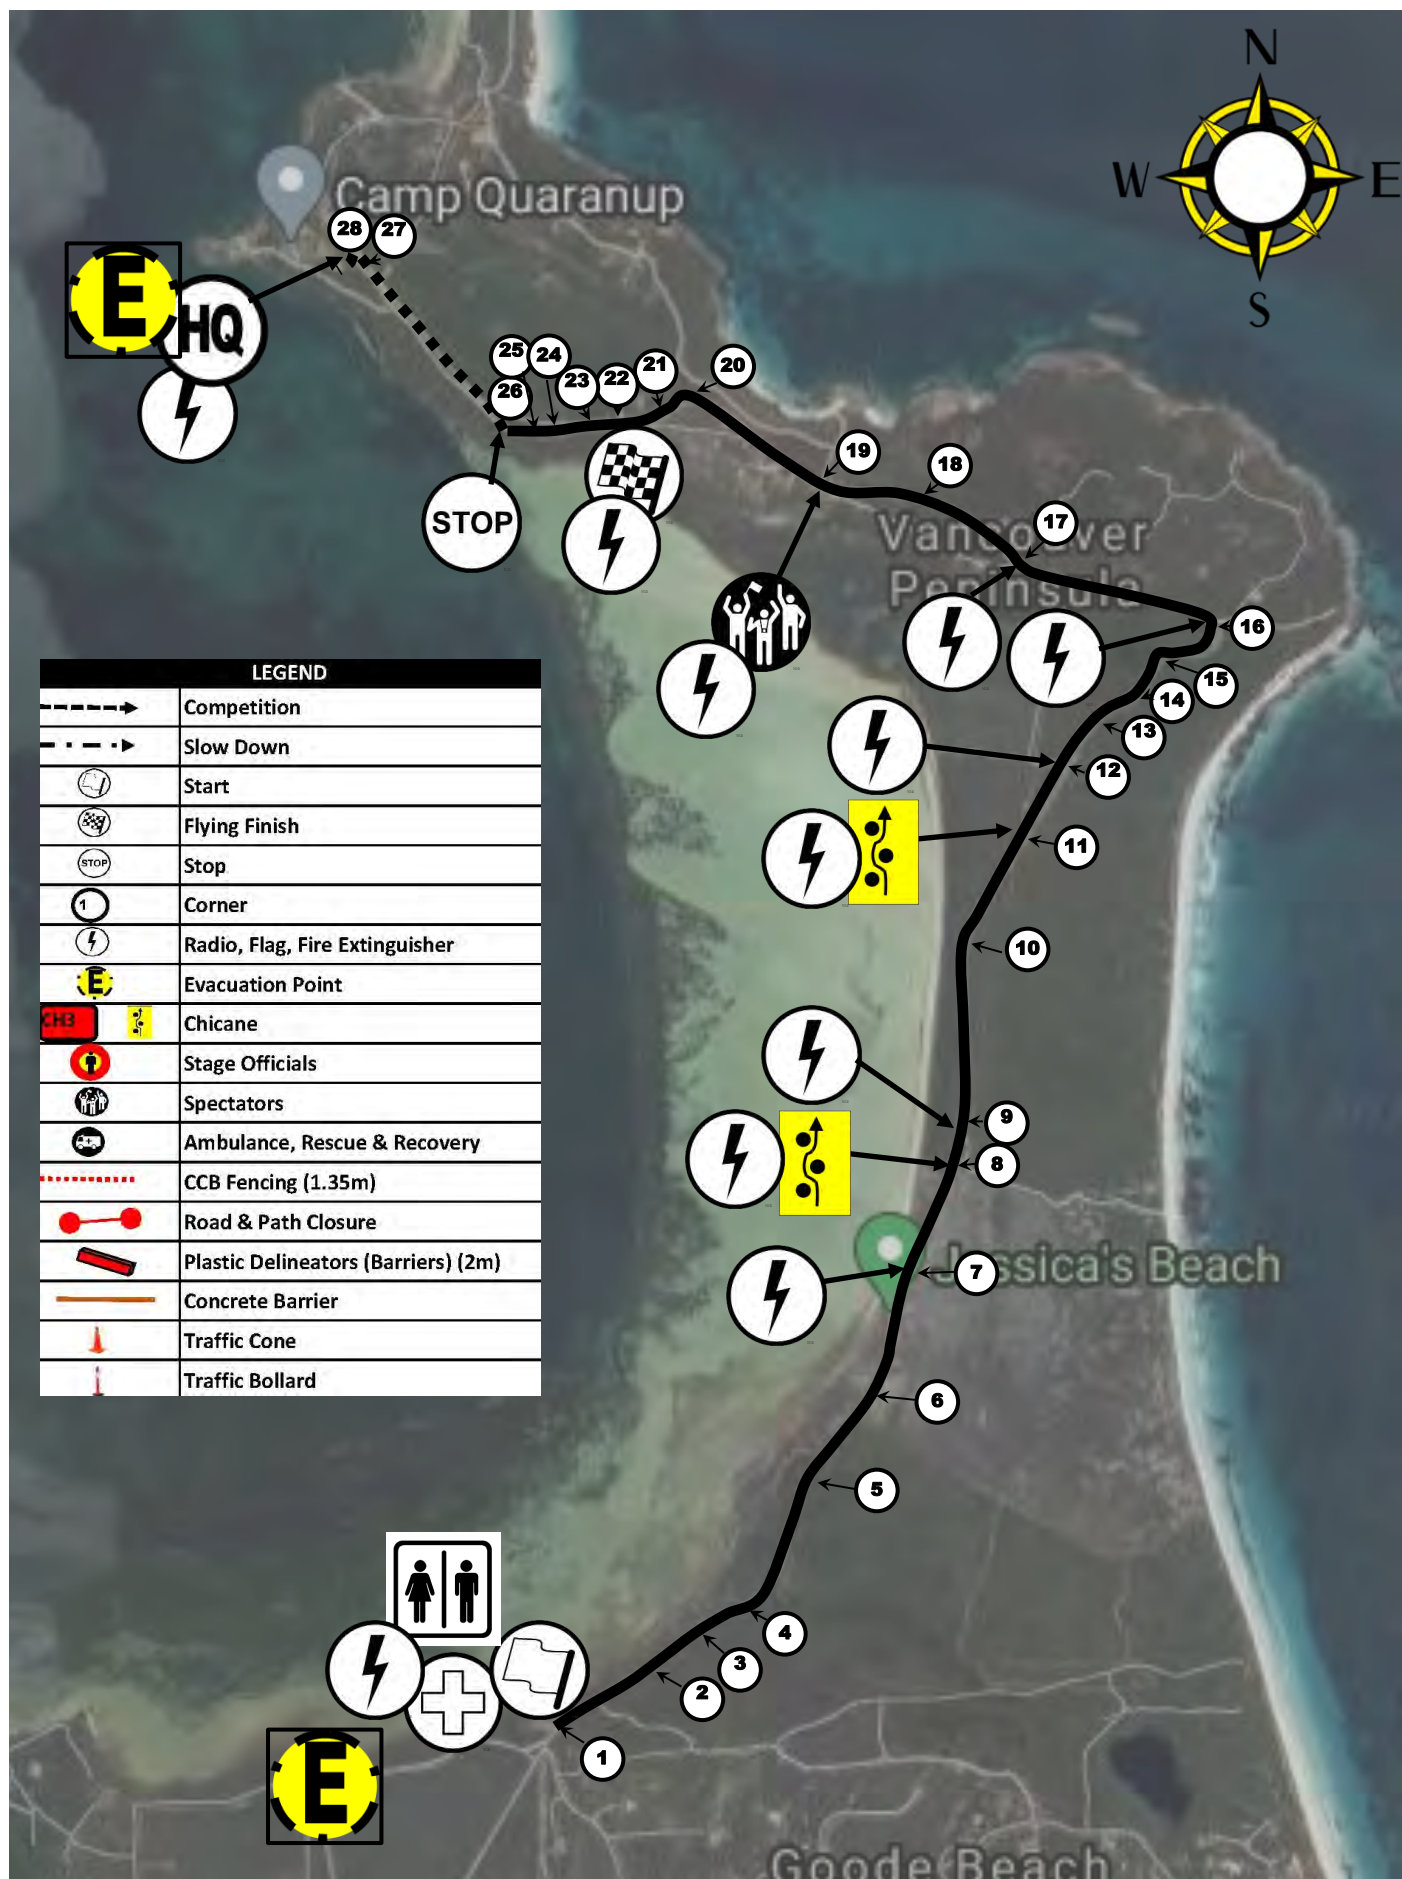 N
W E
S
Camp Quaranup
28 27
E
HQ
25 24 23 22 21 20
26
19
18
STOP
17
Vancouver
Peninsula
16
15
14
13
12
11
10
9
8
Jessica's Beach
7
6
5
4
3
2
1
E
Goode Beach
LEGEND
Competition
Slow Down
Start
Flying Finish
STOP Stop
1 Corner
Radio, Flag, Fire Extinguisher
E Evacuation Point
CH3 Chicane
Stage Officials
Spectators
Ambulance, Rescue & Recovery
CCB Fencing (1.35m)
Road & Path Closure
Plastic Delineators (Barriers) (2m)
Concrete Barrier
Traffic Cone
Traffic Bollard